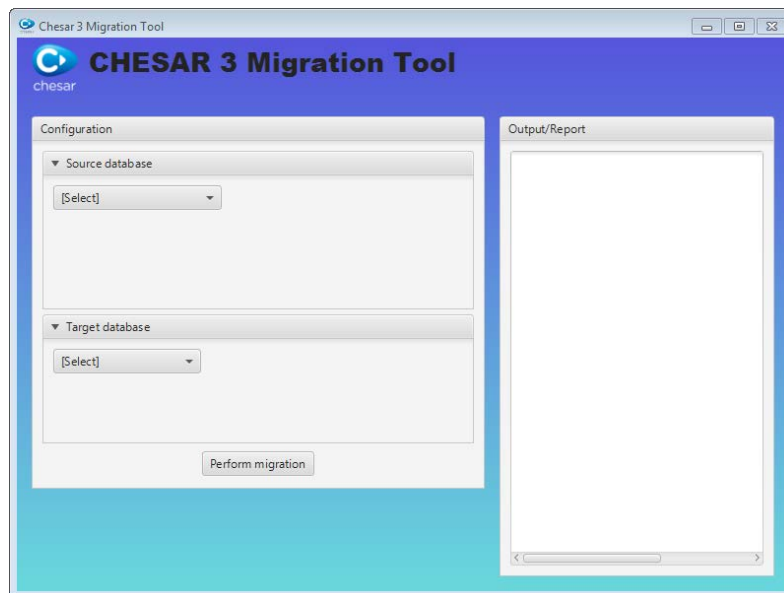 Chesar 3 Migration Tool
CHESAR 3 Migration Tool
chesar
Configuration
Output/Report
Source database
[Select]
Target database
[Select]
Perform migration